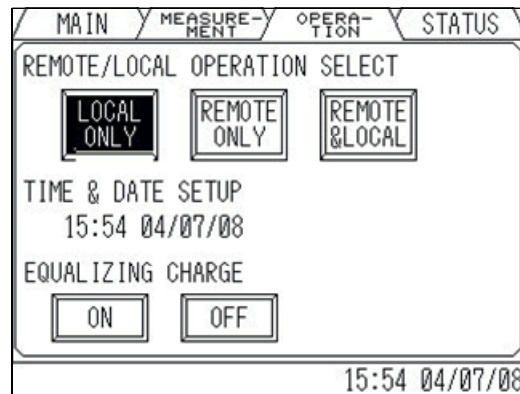 MAIN MEASURE-MENT OPERA-TION STATUS
REMOTE/LOCAL OPERATION SELECT
LOCAL ONLY REMOTE ONLY REMOTE &LOCAL
TIME & DATE SETUP
15:54 04/07/08
EQUALIZING CHARGE
ON OFF
15:54 04/07/08